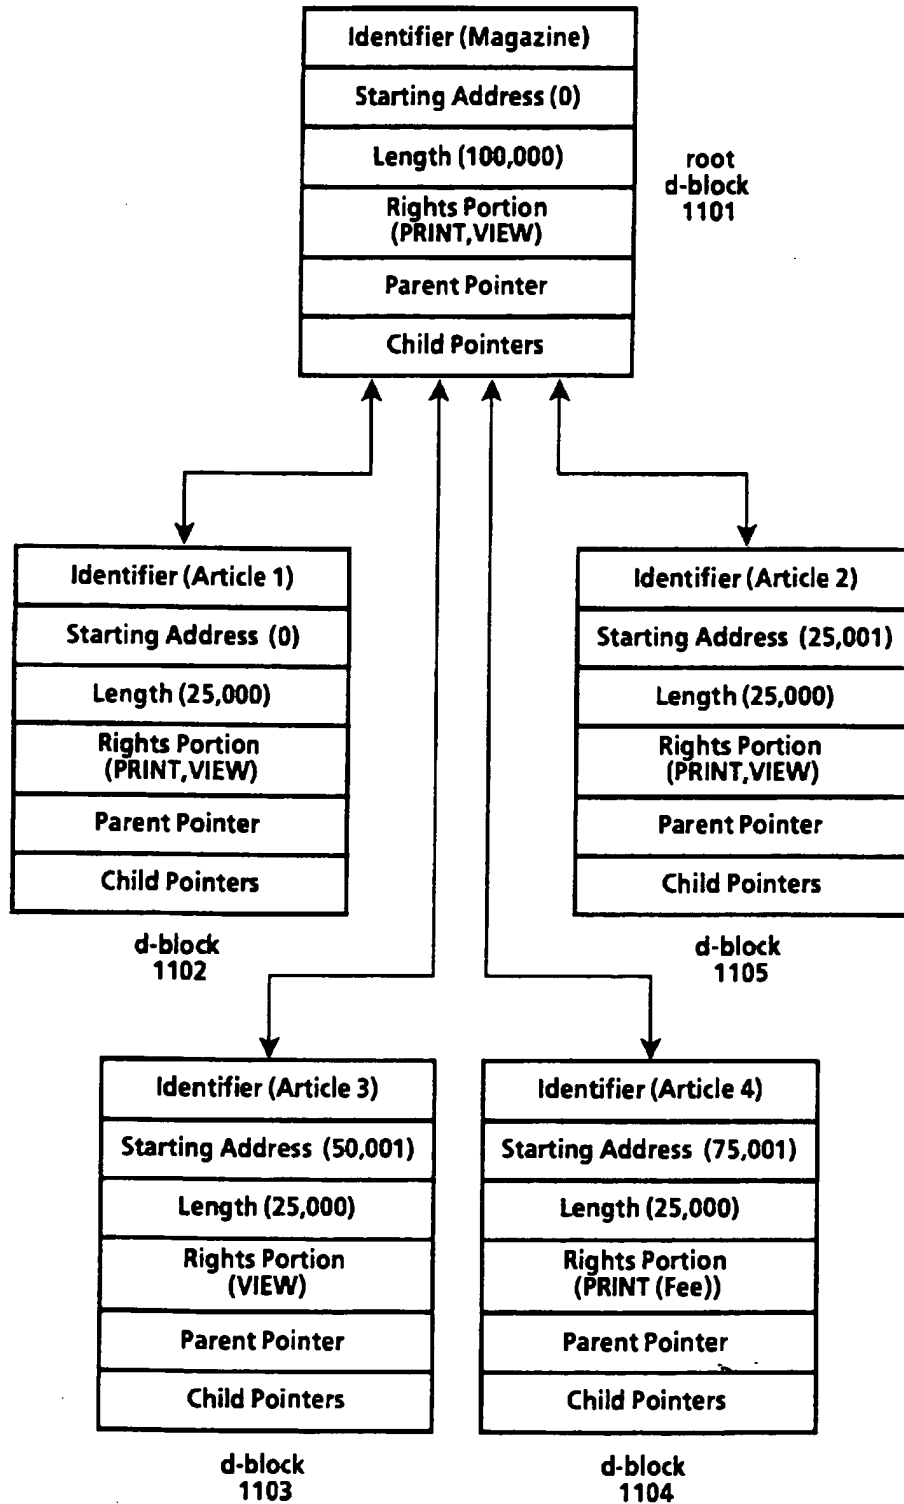 Identifier (Magazine)
Starting Address (0)
Length (100,000)
Rights Portion
(PRINT,VIEW)
Parent Pointer
Child Pointers
root
d-block
1101
Identifier (Article 1)
Starting Address (0)
Length (25,000)
Rights Portion
(PRINT,VIEW)
Parent Pointer
Child Pointers
d-block
1102
Identifier (Article 2)
Starting Address (25,001)
Length (25,000)
Rights Portion
(PRINT,VIEW)
Parent Pointer
Child Pointers
d-block
1105
Identifier (Article 3)
Starting Address (50,001)
Length (25,000)
Rights Portion
(VIEW)
Parent Pointer
Child Pointers
d-block
1103
Identifier (Article 4)
Starting Address (75,001)
Length (25,000)
Rights Portion
(PRINT (Fee))
Parent Pointer
Child Pointers
d-block
1104